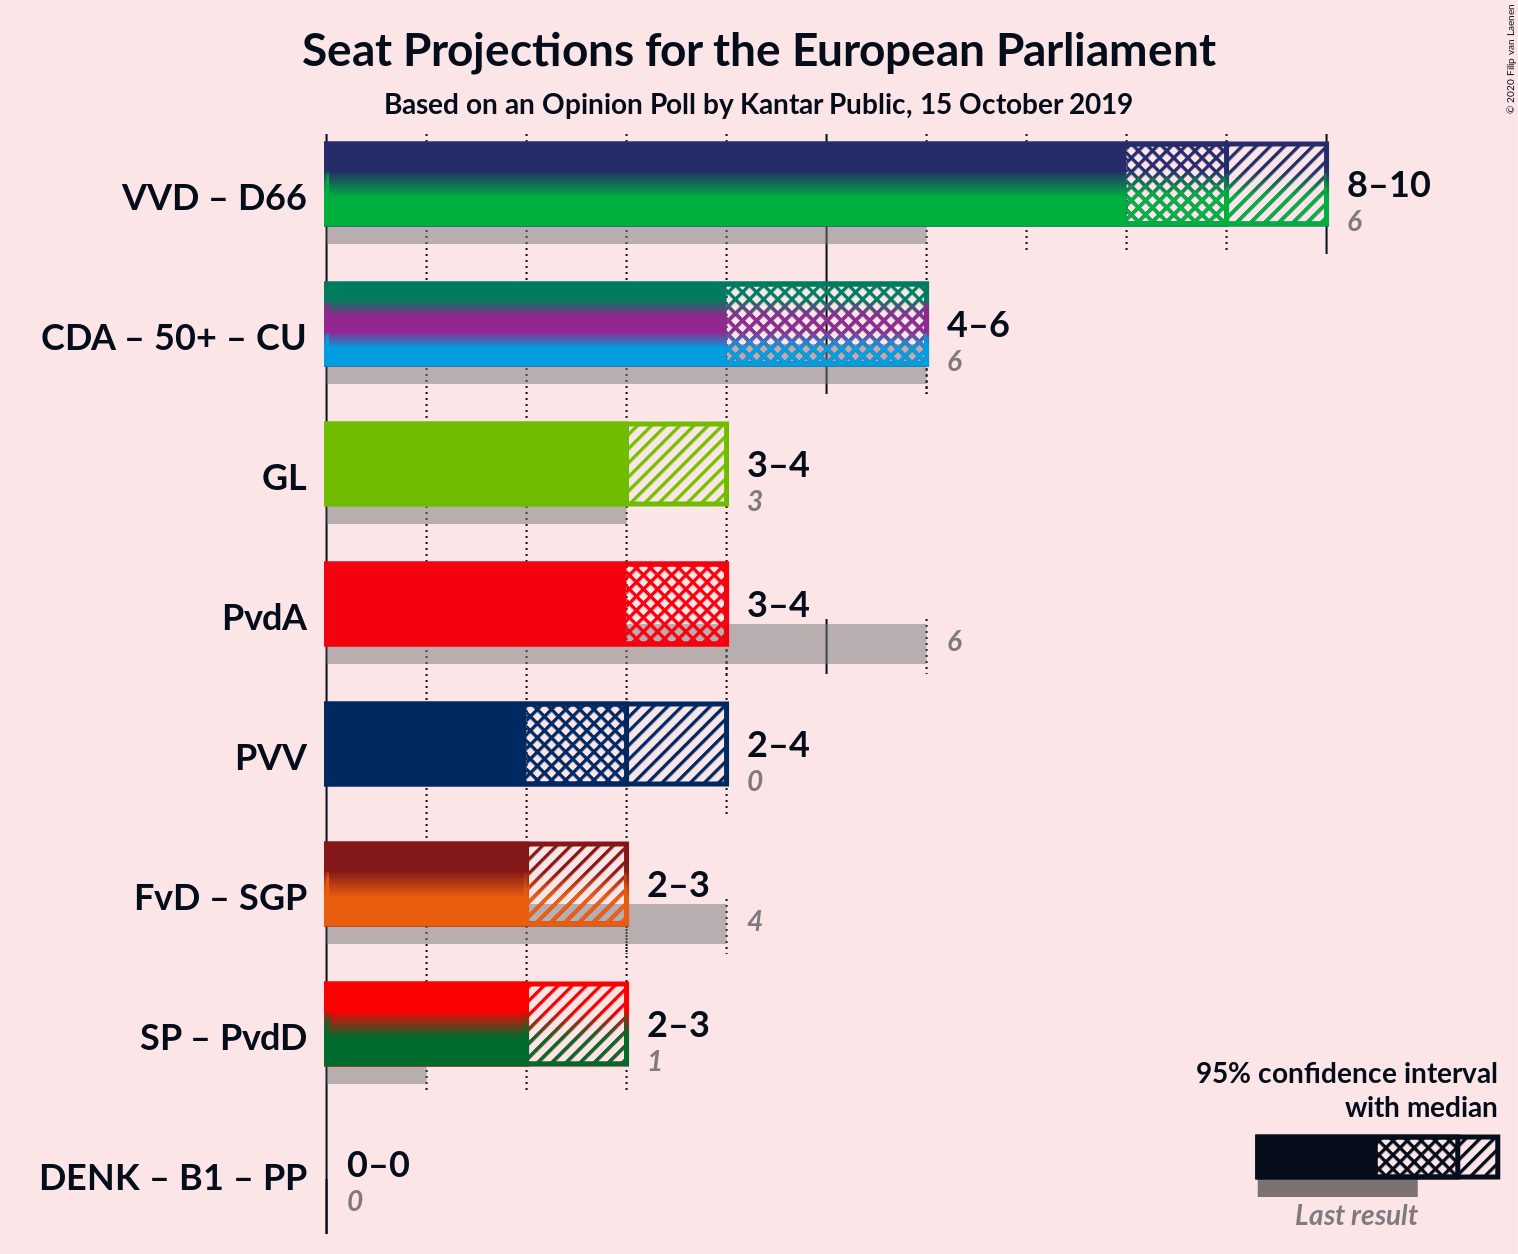 Seat Projections for the European Parliament
Based on an Opinion Poll by Kantar Public, 15 October 2019
© 2020 Filip van Laenen
VVD – D66
8–10
6
CDA – 50+ – CU
4–6
6
GL
3–4
3
PvdA
3–4
6
PVV
2–4
0
FvD – SGP
2–3
4
SP – PvdD
2–3
1
DENK – B1 – PP
0–0
0
95% confidence interval
with median
Last result